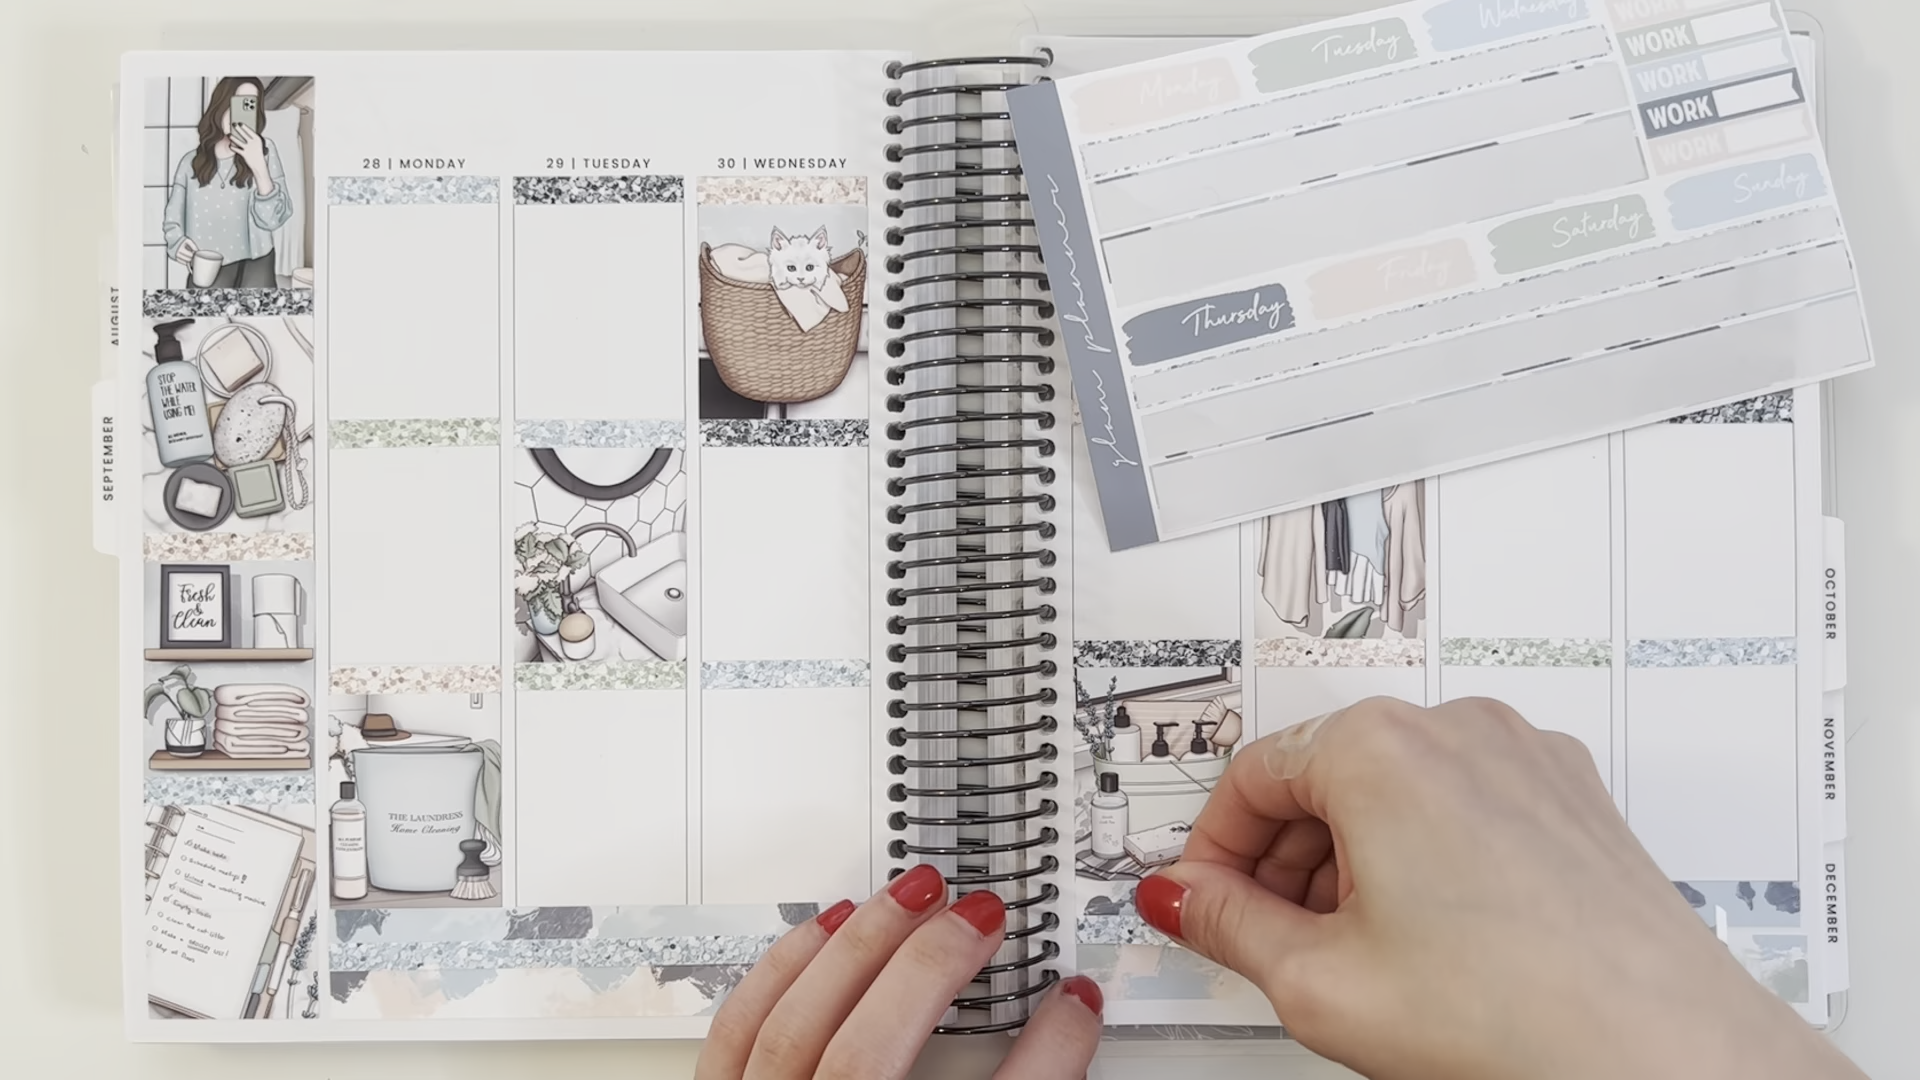 28 | MONDAY
29 | TUESDAY
30 | WEDNESDAY
AUGUST
SEPTEMBER
STOP
THE WATER
WHILE
USING ME!
Fresh
&
Clean
THE LAUNDRESS
Home Cleaning
Monday
Tuesday
Wednesday
WORK
WORK
WORK
WORK
WORK
Thursday
Friday
Saturday
Sunday
glam planner
OCTOBER
NOVEMBER
DECEMBER